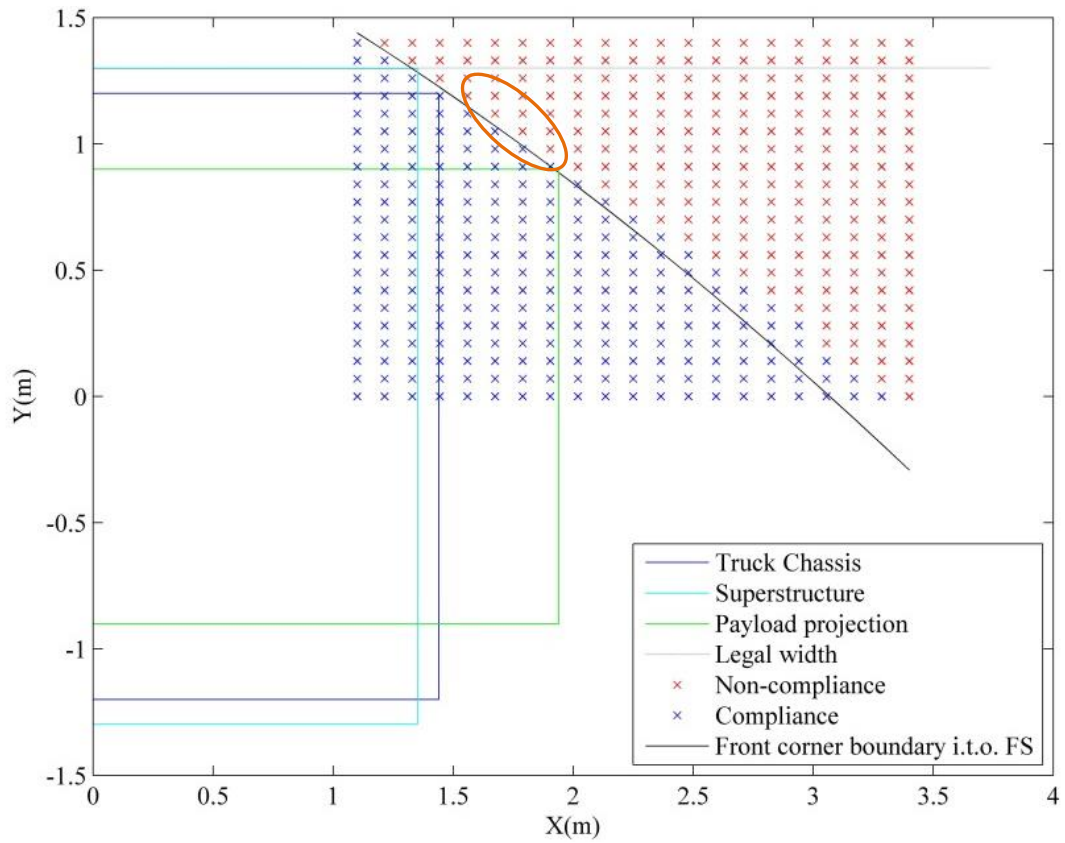 1.5
1
0.5
0
-0.5
-1
-1.5
Y(m)
0 0.5 1 1.5 2 2.5 3 3.5 4
X(m)
Truck Chassis
Superstructure
Payload projection
Legal width
Non-compliance
Compliance
Front corner boundary i.t.o. FS